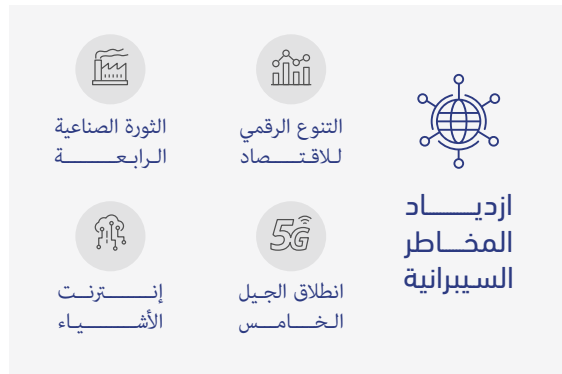 ازدياد
المخاطر
السيبرانية
التنوع الرقمي
للاقتصاد
الثورة الصناعية
الرابعة
5G
انطلاق الجيل
الخامس
إنترنت
الأشياء